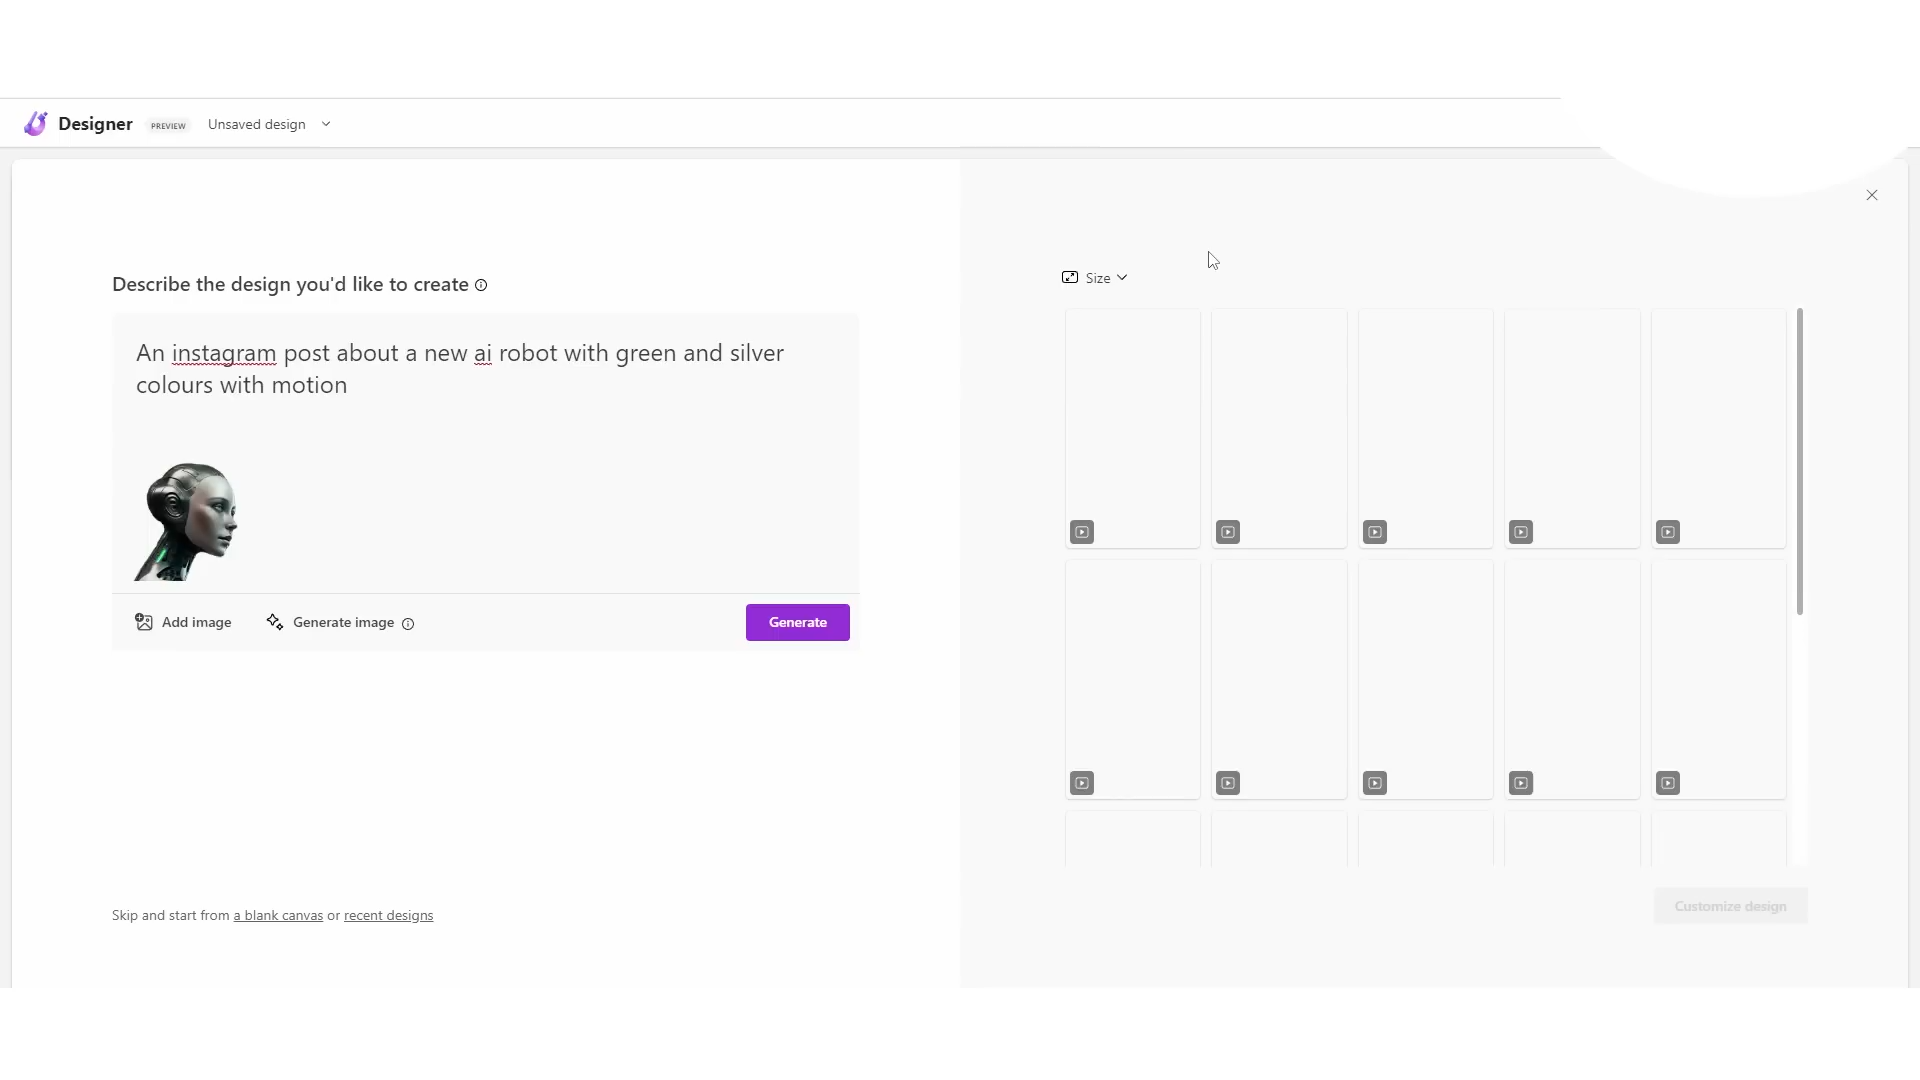 Designer PREVIEW Unsaved design
Describe the design you'd like to create
Size
An instagram post about a new ai robot with green and silver
colours with motion
Add image Generate image Generate
Skip and start from a blank canvas or recent designs
Customize design